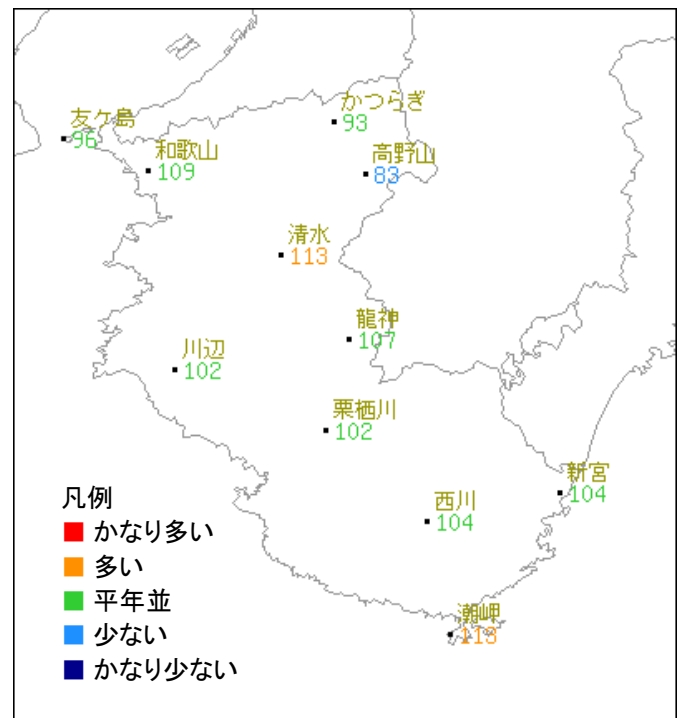 かつらぎ
93
友ケ島
96
和歌山
109
高野山
83
清水
113
龍神
107
川辺
102
栗栖川
102
新宮
104
西川
104
潮岬
113
凡例
かなり多い
多い
平年並
少ない
かなり少ない